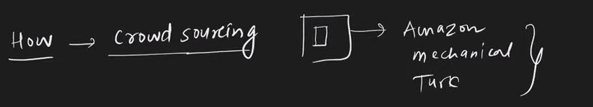 How → crowd sourcing → Amazon
mechanical
Turk